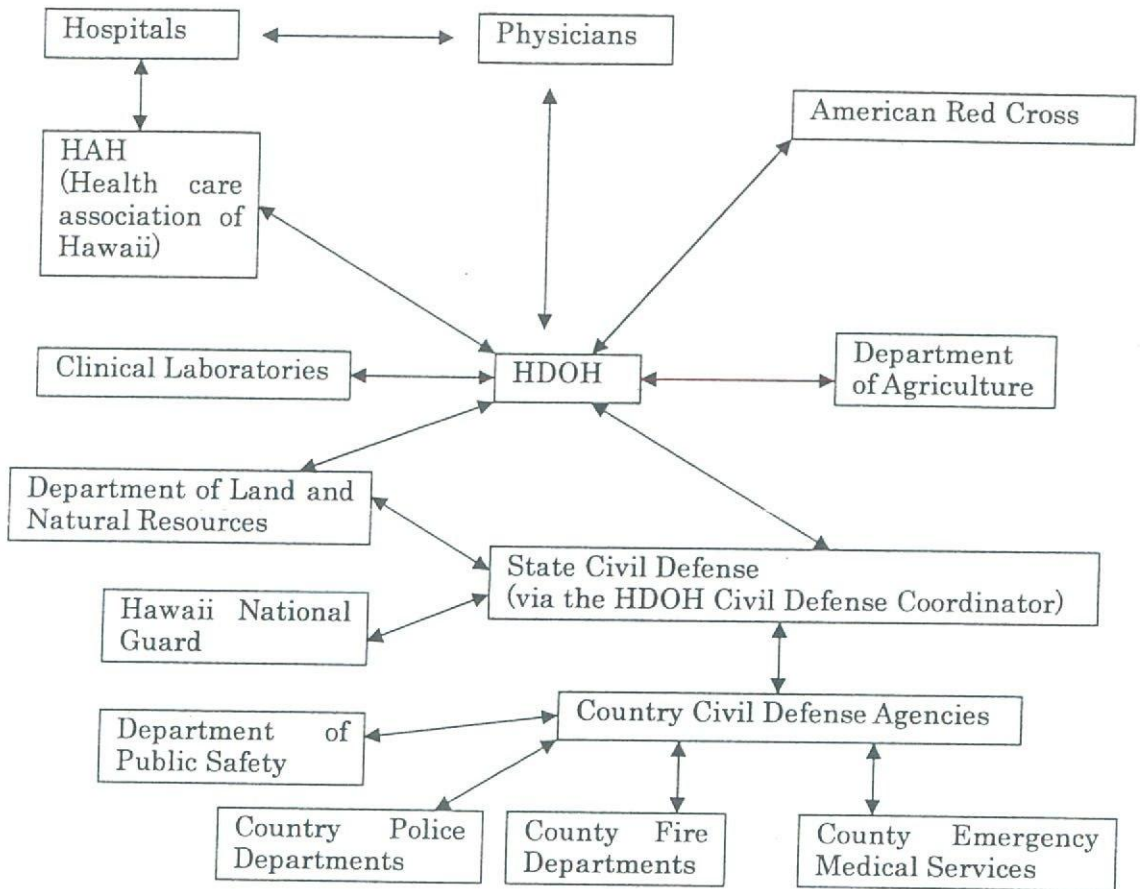 Hospitals
Physicians
American Red Cross
HAH
(Health care
association of
Hawaii)
Clinical Laboratories
HDOH
Department
of Agriculture
Department of Land and
Natural Resources
State Civil Defense
(via the HDOH Civil Defense Coordinator)
Hawaii National
Guard
Country Civil Defense Agencies
Department of
Public Safety
Country Police
Departments
County Fire
Departments
County Emergency
Medical Services